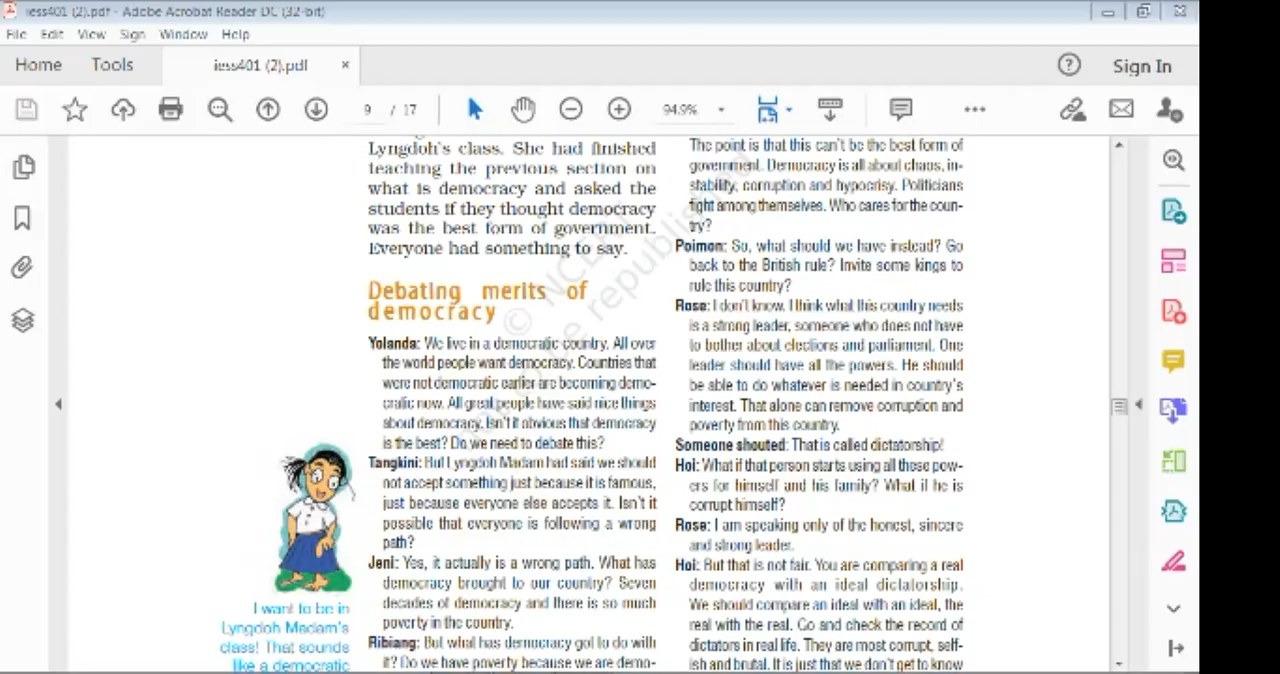 iess401 (2).pdf - Adobe Acrobat Reader DC (32-bit)
File Edit View Sign Window Help
Home Tools iess401 (2).pdf × Sign In
9 / 17 94.9%
Lyngdoh's class. She had finished
teaching the previous section on
what is democracy and asked the
students if they thought democracy
was the best form of government.
Everyone had something to say.
Debating merits of
democracy
Yolanda: We live in a democratic country. All over
the world people want democracy. Countries that
were not democratic earlier are becoming demo-
cratic now. All great people have said nice things
about democracy. Isn't it obvious that democracy
is the best? Do we need to debate this?
Tangkini: But Lyngdoh Madam had said we should
not accept something just because it is famous,
just because everyone else accepts it. Isn't it
possible that everyone is following a wrong
path?
Jeni: Yes, it actually is a wrong path. What has
democracy brought to our country? Seven
decades of democracy and there is so much
poverty in the country.
Ribiang: But what has democracy got to do with
it? Do we have poverty because we are demo-
I want to be in
Lyngdoh Madam's
class! That sounds
like a democratic
The point is that this can't be the best form of
government. Democracy is all about chaos, in-
stability, corruption and hypocrisy. Politicians
fight among themselves. Who cares for the coun-
try?
Poimon: So, what should we have instead? Go
back to the British rule? Invite some kings to
rule this country?
Rose: I don't know. I think what this country needs
is a strong leader, someone who does not have
to bother about elections and parliament. One
leader should have all the powers. He should
be able to do whatever is needed in country's
interest. That alone can remove corruption and
poverty from this country.
Someone shouted: That is called dictatorship!
Hoi: What if that person starts using all these pow-
ers for himself and his family? What if he is
corrupt himself?
Rose: I am speaking only of the honest, sincere
and strong leader.
Hoi: But that is not fair. You are comparing a real
democracy with an ideal dictatorship.
We should compare an ideal with an ideal, the
real with the real. Go and check the record of
dictators in real life. They are most corrupt, self-
ish and brutal. It is just that we don't get to know
© NCERT
be republished